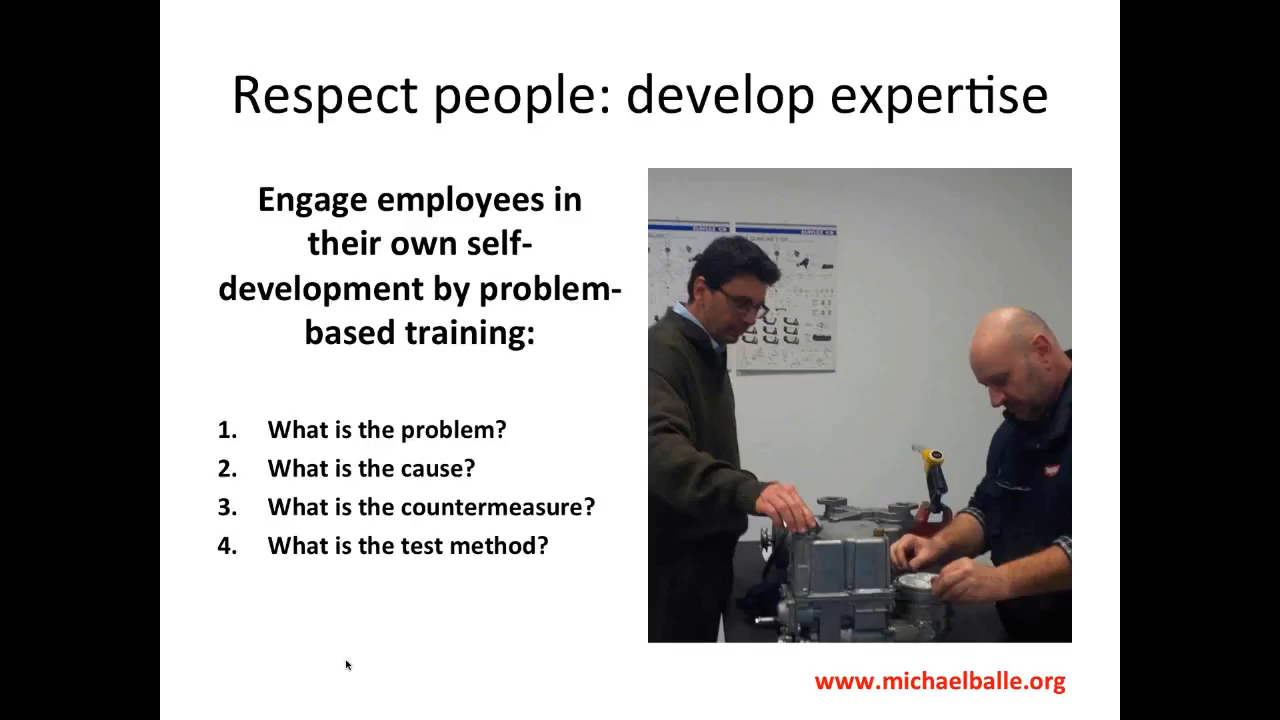 Respect people: develop expertise
Engage employees in
their own self-
development by problem-
based training:
1. What is the problem?
2. What is the cause?
3. What is the countermeasure?
4. What is the test method?
www.michaelballe.org